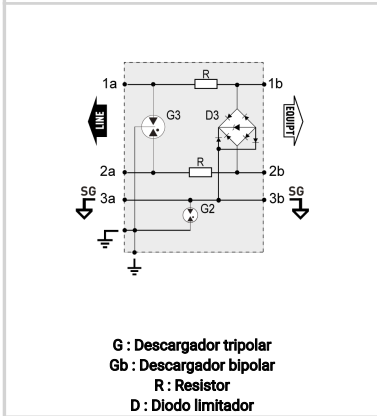 R
1a
1b
G3
D3
LINE
EQUIPT
R
2a
2b
SG
3a
3b
SG
G2
G : Descargador tripolar
Gb : Descargador bipolar
R : Resistor
D : Diodo limitador